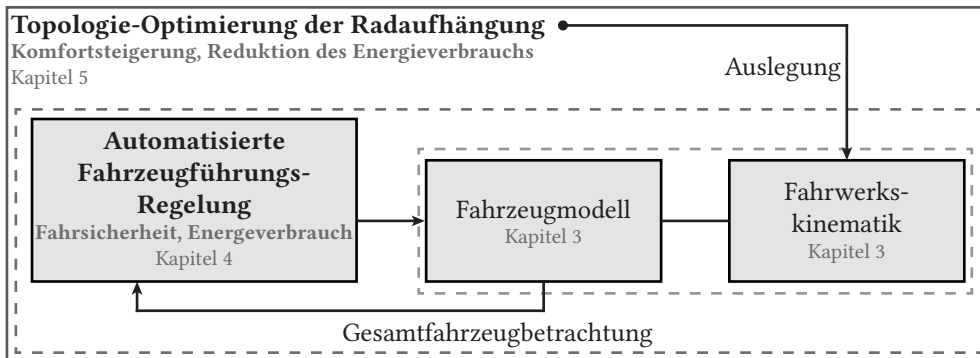 Topologie-Optimierung der Radaufhängung
Komfortsteigerung, Reduktion des Energieverbrauchs
Kapitel 5
Auslegung
Automatisierte
Fahrzeugführungs-
Regelung
Fahrsicherheit, Energeverbrauch
Kapitel 4
Fahrzeugmodell
Kapitel 3
Fahrwerks-
kinematik
Kapitel 3
Gesamtfahrzeugbetrachtung